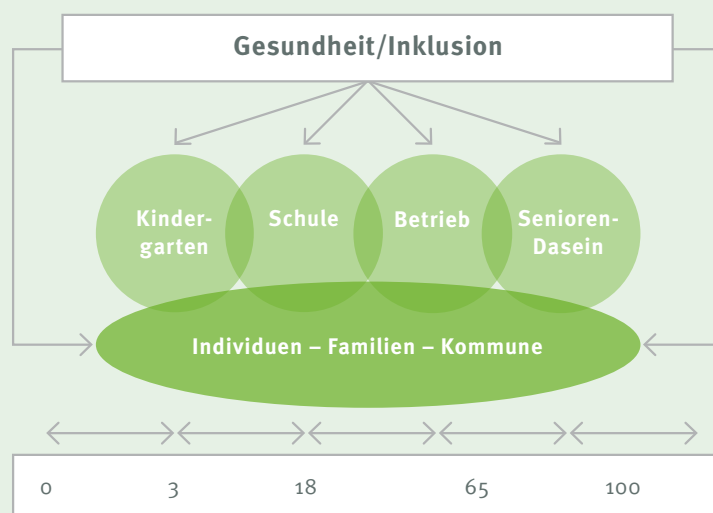 Gesundheit/Inklusion
Kinder-
garten
Schule
Betrieb
Senioren-
Dasein
Individuen – Familien – Kommune
0 3 18 65 100